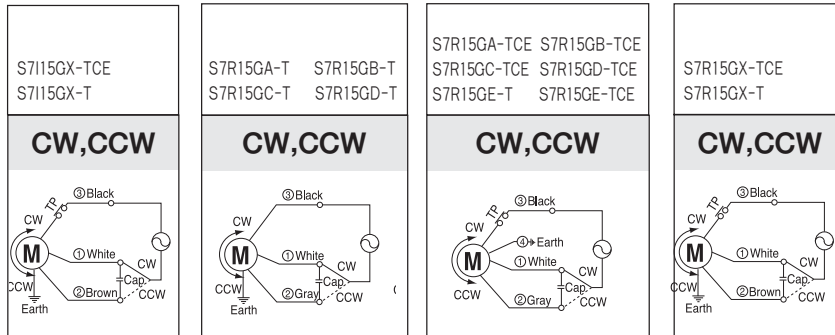 S7I15GX-TCE
S7I15GX-T
CW,CCW
③Black
TP
CW
M
①White
CW
Cap.
CCW
CCW
②Brown
Earth
S7R15GA-T S7R15GB-T
S7R15GC-T S7R15GD-T
CW,CCW
③Black
CW
M
①White
CW
Cap.
CCW
CCW
②Gray
Earth
S7R15GA-TCE S7R15GB-TCE
S7R15GC-TCE S7R15GD-TCE
S7R15GE-T S7R15GE-TCE
CW,CCW
③Black
TP
CW
④Earth
M
①White
CW
Cap.
CCW
CCW
②Gray
S7R15GX-TCE
S7R15GX-T
CW,CCW
③Black
TP
CW
M
①White
CW
Cap.
CCW
CCW
②Brown
Earth